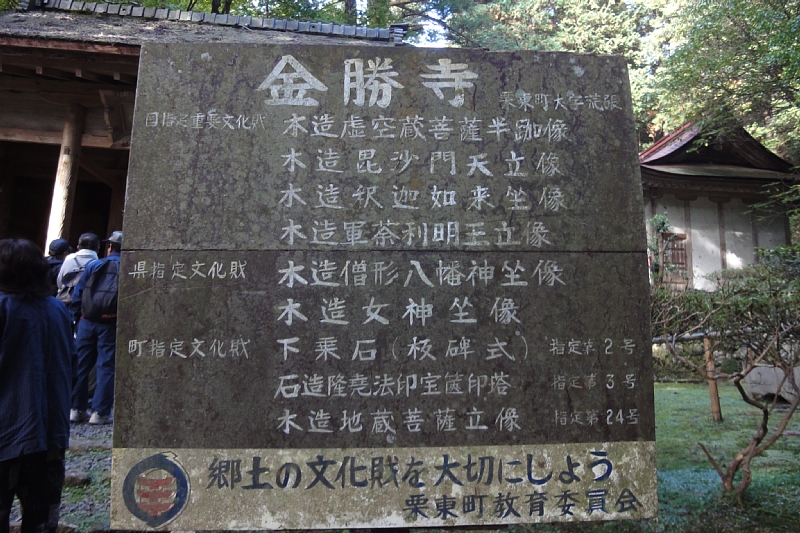 金勝寺 栗東町大字荒張
国指定重要文化財 木造虚空蔵菩薩半跏像
木造毘沙門天立像
木造釈迦如来坐像
木造軍荼利明王立像
県指定文化財 木造僧形八幡神坐像
木造女神坐像
町指定文化財 下乗石(板碑式) 指定第2号
石造隆堯法印宝篋印塔 指定第3号
木造地蔵菩薩立像 指定第24号
郷土の文化財を大切にしよう
栗東町教育委員会